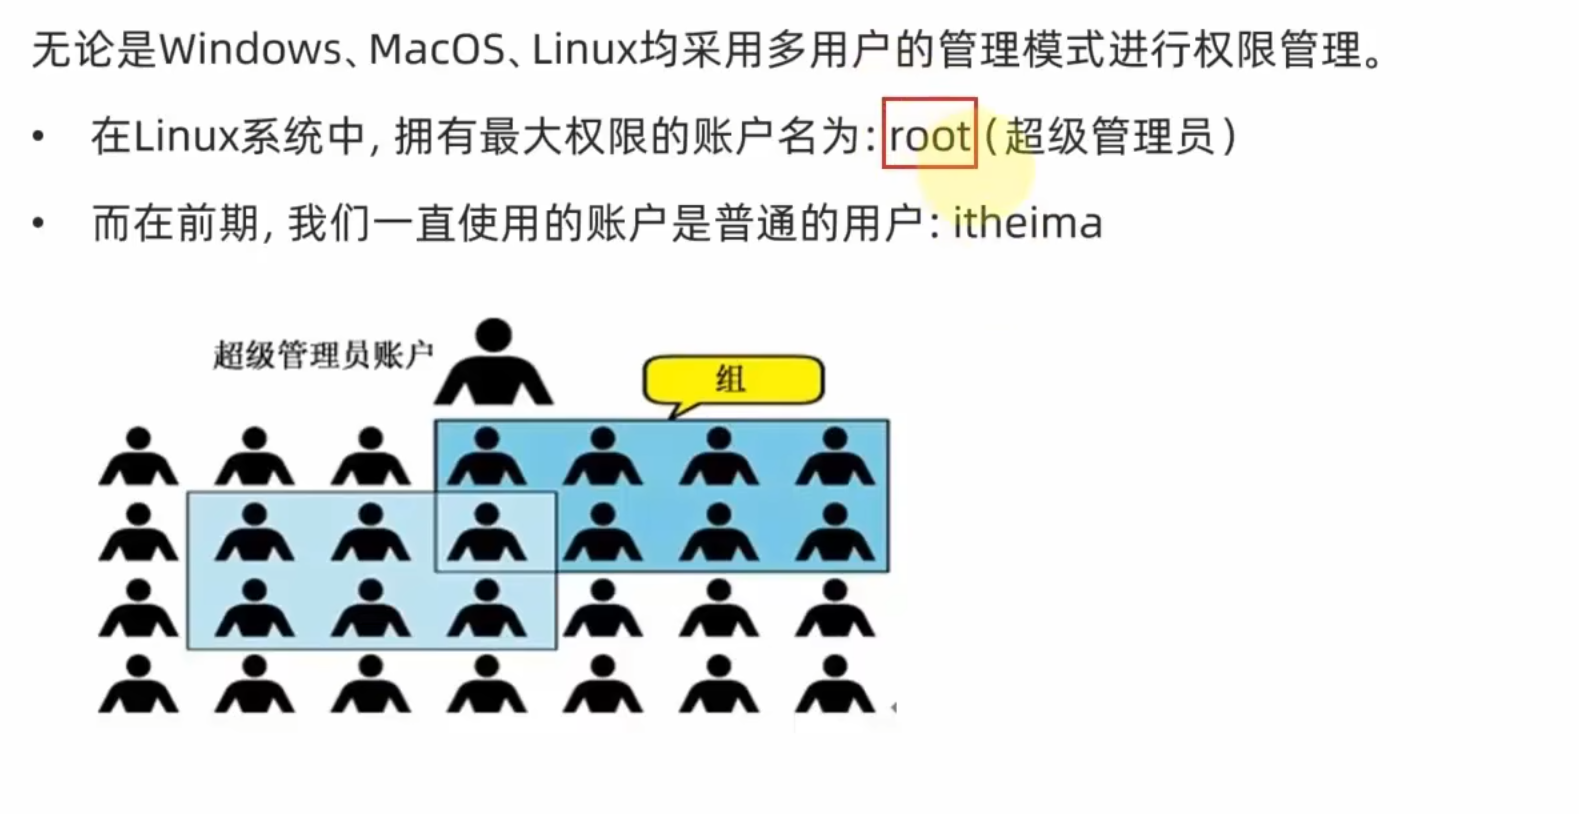 无论是Windows、MacOS、Linux均采用多用户的管理模式进行权限管理。
• 在Linux系统中, 拥有最大权限的账户名为: root (超级管理员)
• 而在前期, 我们一直使用的账户是普通的用户: itheima
超级管理员账户
组